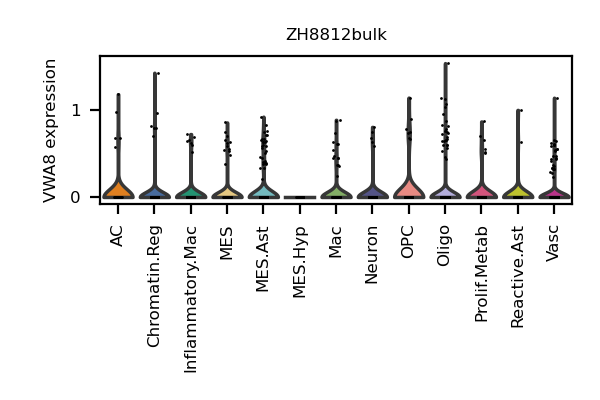 ZH8812bulk
VWA8 expression
1
0
AC
Chromatin.Reg
Inflammatory.Mac
MES
MES.Ast
MES.Hyp
Mac
Neuron
OPC
Oligo
Prolif.Metab
Reactive.Ast
Vasc